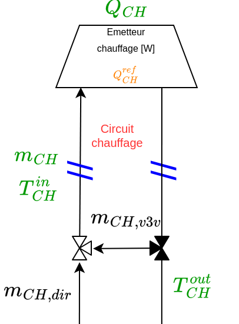 Q_CH
Emetteur
chauffage [W]
Q_CH^ref
Circuit
chauffage
m_CH
T_CH^in
m_CH,v3v
m_CH,dir
T_CH^out